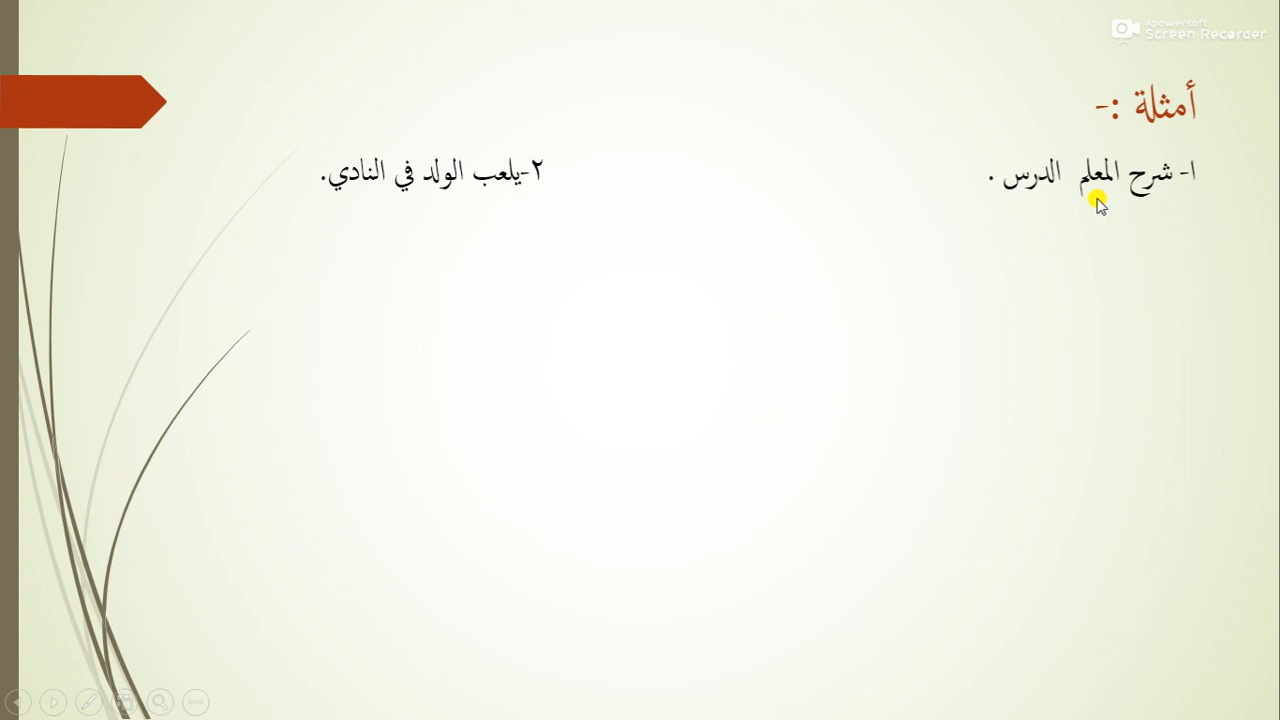 Apowersoft
Screen Recorder
أمثلة :-
١- شرح المعلم الدرس .
٢-يلعب الولد في النادي.